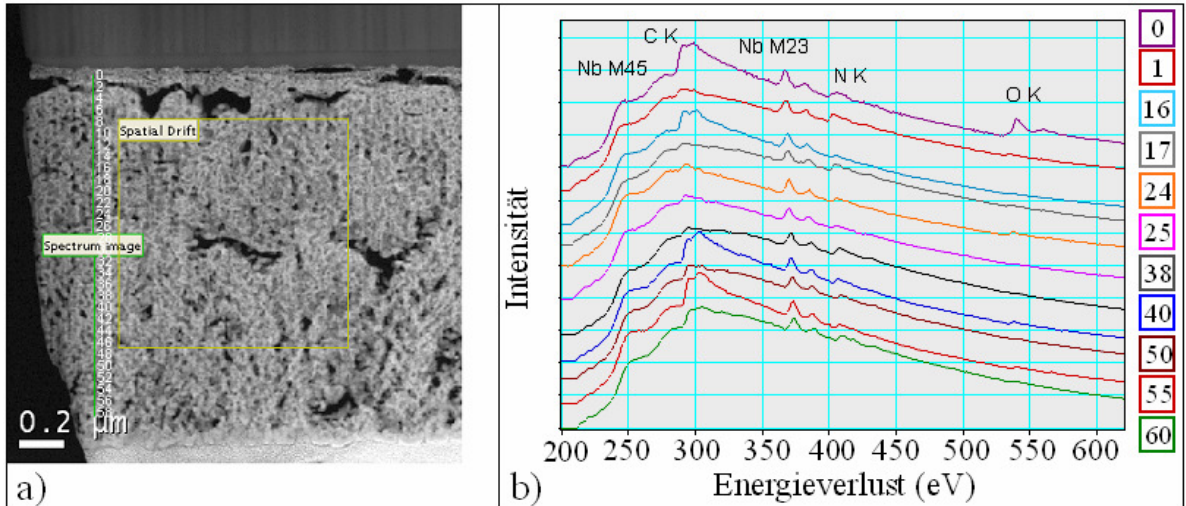 0
2
4
6
8
Spatial Drift
Spectrum image
0.2 µm
a)
C K
Nb M23
Nb M45
N K
O K
Intensität
200 250 300 350 400 450 500 550 600
Energieverlust (eV)
b)
0
1
16
17
24
25
38
40
50
55
60